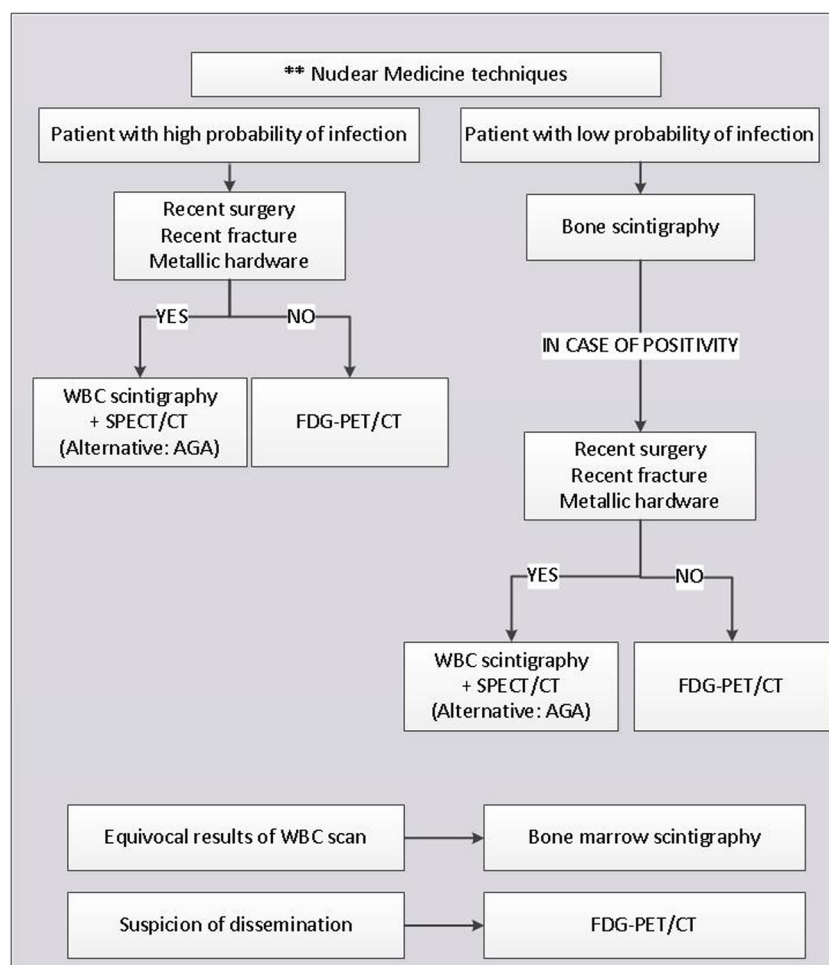 ** Nuclear Medicine techniques
Patient with high probability of infection
Patient with low probability of infection
Recent surgery
Recent fracture
Metallic hardware
Bone scintigraphy
YES
NO
IN CASE OF POSITIVITY
WBC scintigraphy
+ SPECT/CT
(Alternative: AGA)
FDG-PET/CT
Recent surgery
Recent fracture
Metallic hardware
YES
NO
WBC scintigraphy
+ SPECT/CT
(Alternative: AGA)
FDG-PET/CT
Equivocal results of WBC scan
Bone marrow scintigraphy
Suspicion of dissemination
FDG-PET/CT